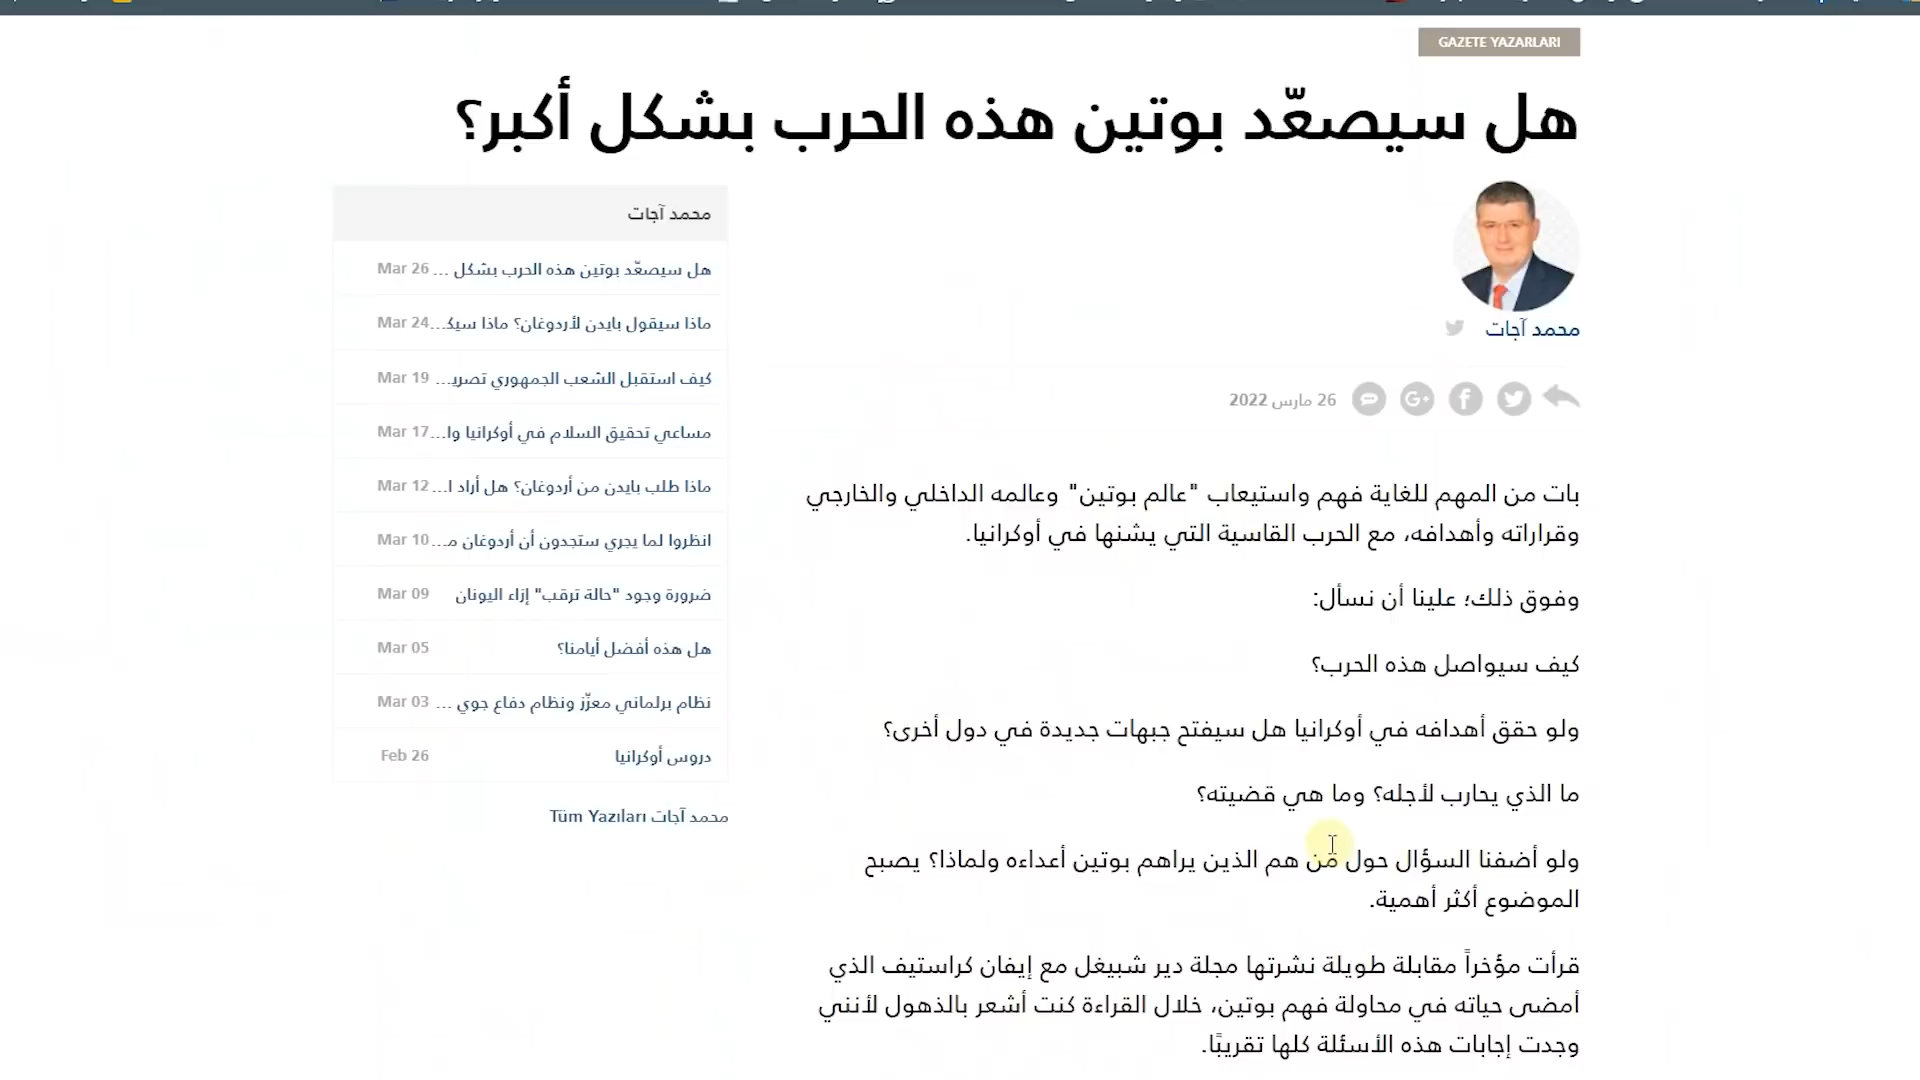 GAZETE YAZARLARI
هل سيصعّد بوتين هذه الحرب بشكل أكبر؟
محمد آجات
26 مارس 2022
بات من المهم للغاية فهم واستيعاب "عالم بوتين" وعالمه الداخلي والخارجي
وقراراته وأهدافه، مع الحرب القاسية التي يشنها في أوكرانيا.
وفوق ذلك؛ علينا أن نسأل:
كيف سيواصل هذه الحرب؟
ولو حقق أهدافه في أوكرانيا هل سيفتح جبهات جديدة في دول أخرى؟
ما الذي يحارب لأجله؟ وما هي قضيته؟
ولو أضفنا السؤال حول مَن هم الذين يراهم بوتين أعداءه ولماذا؟ يصبح
الموضوع أكثر أهمية.
قرأت مؤخراً مقابلة طويلة نشرتها مجلة دير شبيغل مع إيفان كراستيف الذي
أمضى حياته في محاولة فهم بوتين، خلال القراءة كنت أشعر بالذهول لأنني
وجدت إجابات هذه الأسئلة كلها تقريبًا.
محمد آجات
هل سيصعّد بوتين هذه الحرب بشكل ... Mar 26
ماذا سيقول بايدن لأردوغان؟ ماذا سيك... Mar 24
كيف استقبل الشعب الجمهوري تصري... Mar 19
مساعي تحقيق السلام في أوكرانيا وا... Mar 17
ماذا طلب بايدن من أردوغان؟ هل أراد ا... Mar 12
انظروا لما يجري ستجدون أن أردوغان م... Mar 10
ضرورة وجود "حالة ترقب" إزاء اليونان Mar 09
هل هذه أفضل أيامنا؟ Mar 05
نظام برلماني معزّز ونظام دفاع جوي ... Mar 03
دروس أوكرانيا Feb 26
محمد آجات Tüm Yazıları